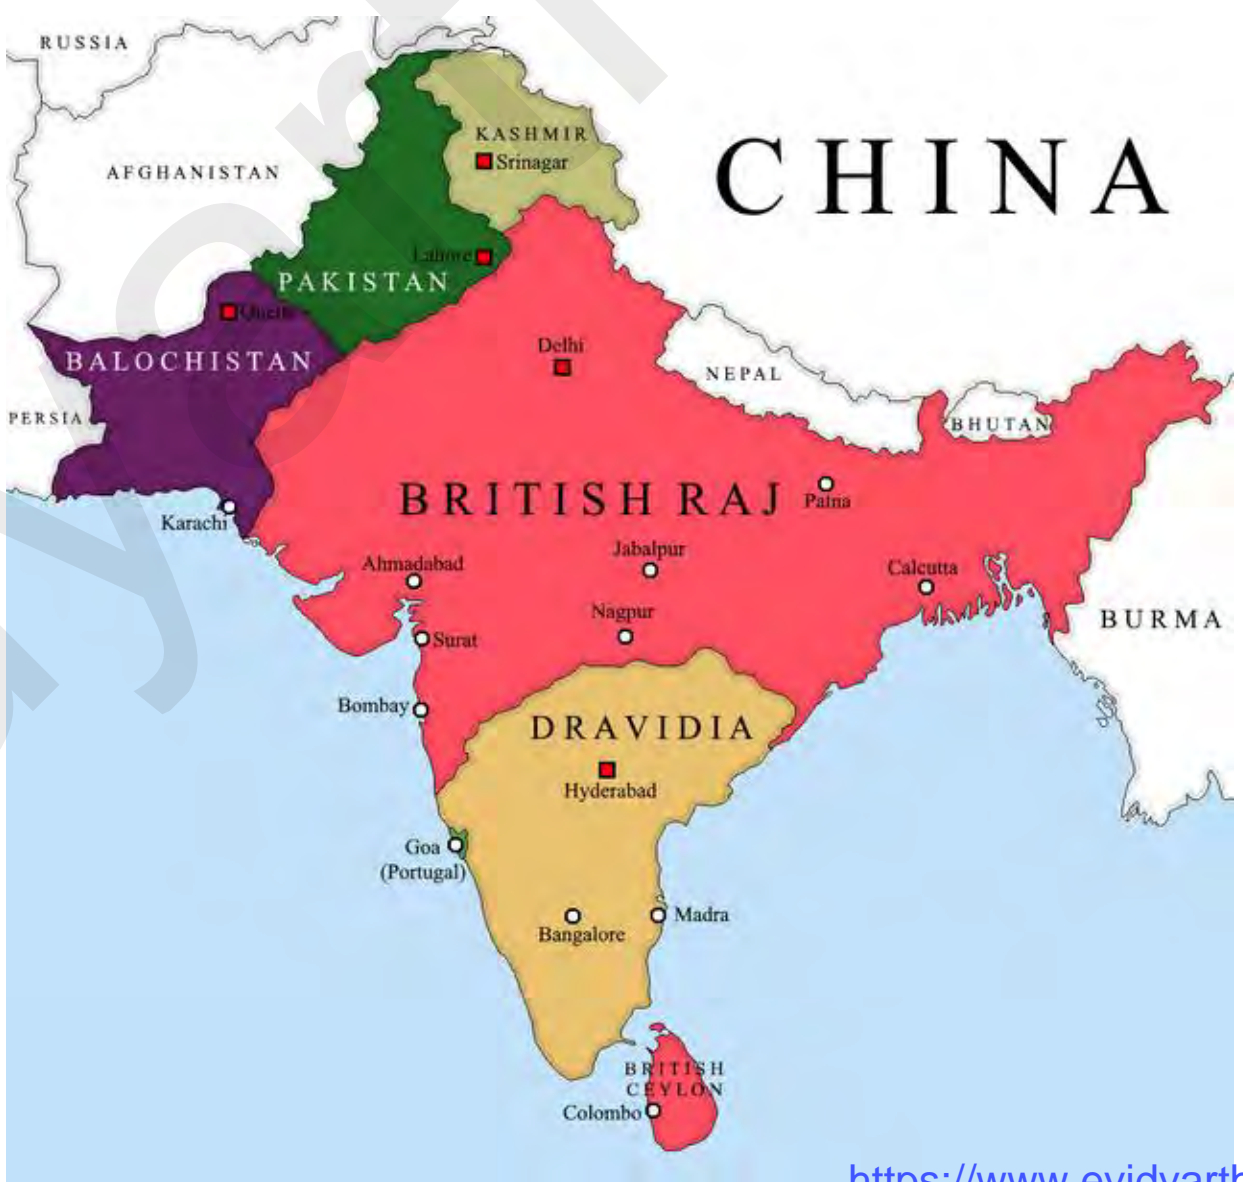 RUSSIA
AFGHANISTAN
KASHMIR
Srinagar
CHINA
Lahore
PAKISTAN
Quetta
BALOCHISTAN
Delhi
NEPAL
PERSIA
BHUTAN
BRITISH RAJ
Patna
Karachi
Jabalpur
Ahmadabad
Calcutta
Nagpur
BURMA
Surat
Bombay
DRAVIDIA
Hyderabad
Goa
(Portugal)
Madra
Bangalore
BRITISH
CEYLON
Colombo